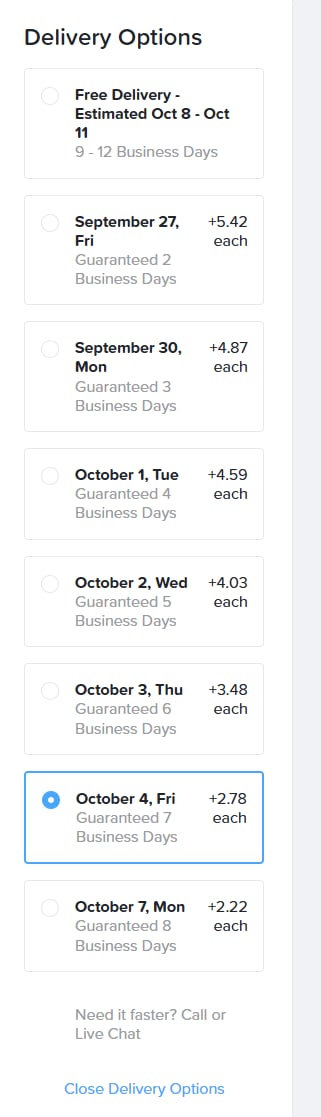 Delivery Options
Free Delivery -
Estimated Oct 8 - Oct
11
9 - 12 Business Days
September 27, +5.42
Fri each
Guaranteed 2
Business Days
September 30, +4.87
Mon each
Guaranteed 3
Business Days
October 1, Tue +4.59
Guaranteed 4 each
Business Days
October 2, Wed +4.03
Guaranteed 5 each
Business Days
October 3, Thu +3.48
Guaranteed 6 each
Business Days
October 4, Fri +2.78
Guaranteed 7 each
Business Days
October 7, Mon +2.22
Guaranteed 8 each
Business Days
Need it faster? Call or
Live Chat
Close Delivery Options